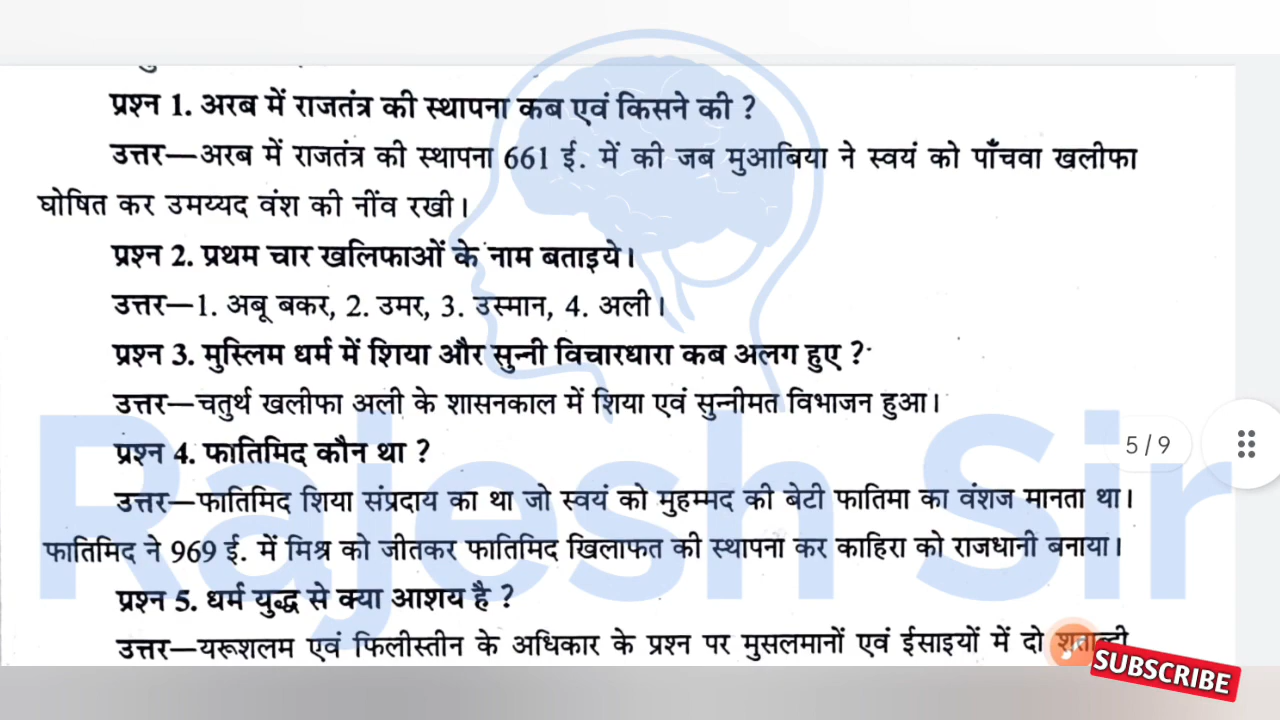 प्रश्न 1. अरब में राजतंत्र की स्थापना कब एवं किसने की ?
उत्तर—अरब में राजतंत्र की स्थापना 661 ई. में की जब मुआबिया ने स्वयं को पाँचवा खलीफा
घोषित कर उमय्यद वंश की नींव रखी।
प्रश्न 2. प्रथम चार खलिफाओं के नाम बताइये।
उत्तर—1. अबू बकर, 2. उमर, 3. उस्मान, 4. अली।
प्रश्न 3. मुस्लिम धर्म में शिया और सुन्नी विचारधारा कब अलग हुए ?
उत्तर—चतुर्थ खलीफा अली के शासनकाल में शिया एवं सुन्नीमत विभाजन हुआ।
प्रश्न 4. फातिमिद कौन था ?
उत्तर—फातिमिद शिया संप्रदाय का था जो स्वयं को मुहम्मद की बेटी फातिमा का वंशज मानता था।
फातिमिद ने 969 ई. में मिश्र को जीतकर फातिमिद खिलाफत की स्थापना कर काहिरा को राजधानी बनाया।
प्रश्न 5. धर्म युद्ध से क्या आशय है ?
उत्तर—यरूशलम एवं फिलीस्तीन के अधिकार के प्रश्न पर मुसलमानों एवं ईसाइयों में दो
Rajesh Sir
5/9
SUBSCRIBE